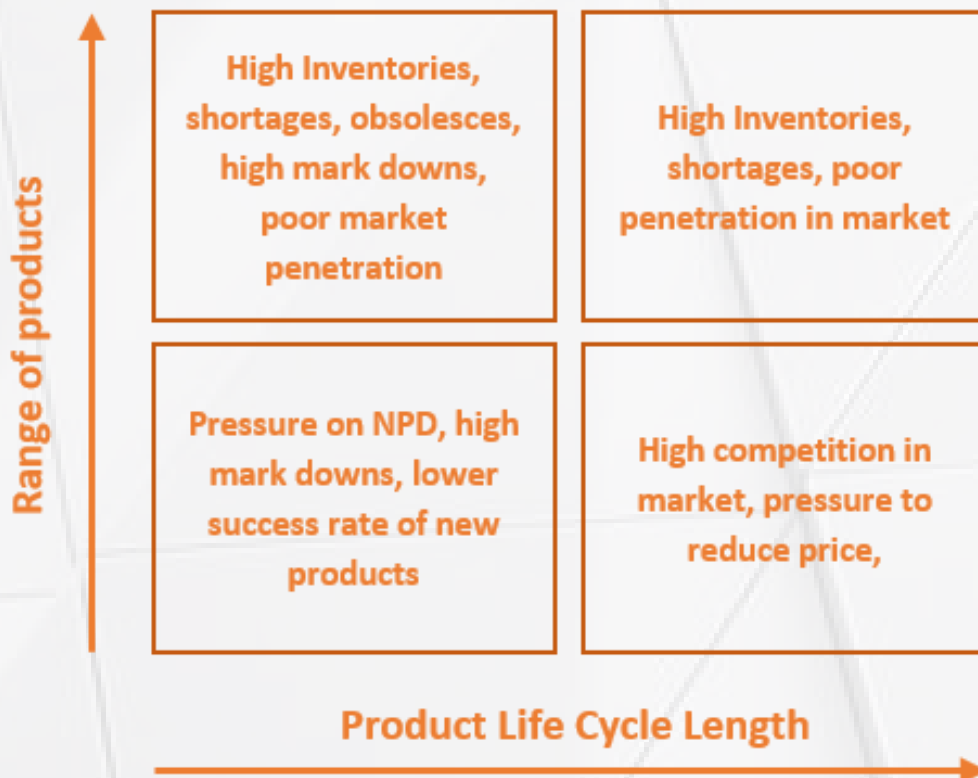 High Inventories,
shortages, obsolesces,
high mark downs,
poor market
penetration
High Inventories,
shortages, poor
penetration in market
Range of products
Pressure on NPD, high
mark downs, lower
success rate of new
products
High competition in
market, pressure to
reduce price,
Product Life Cycle Length